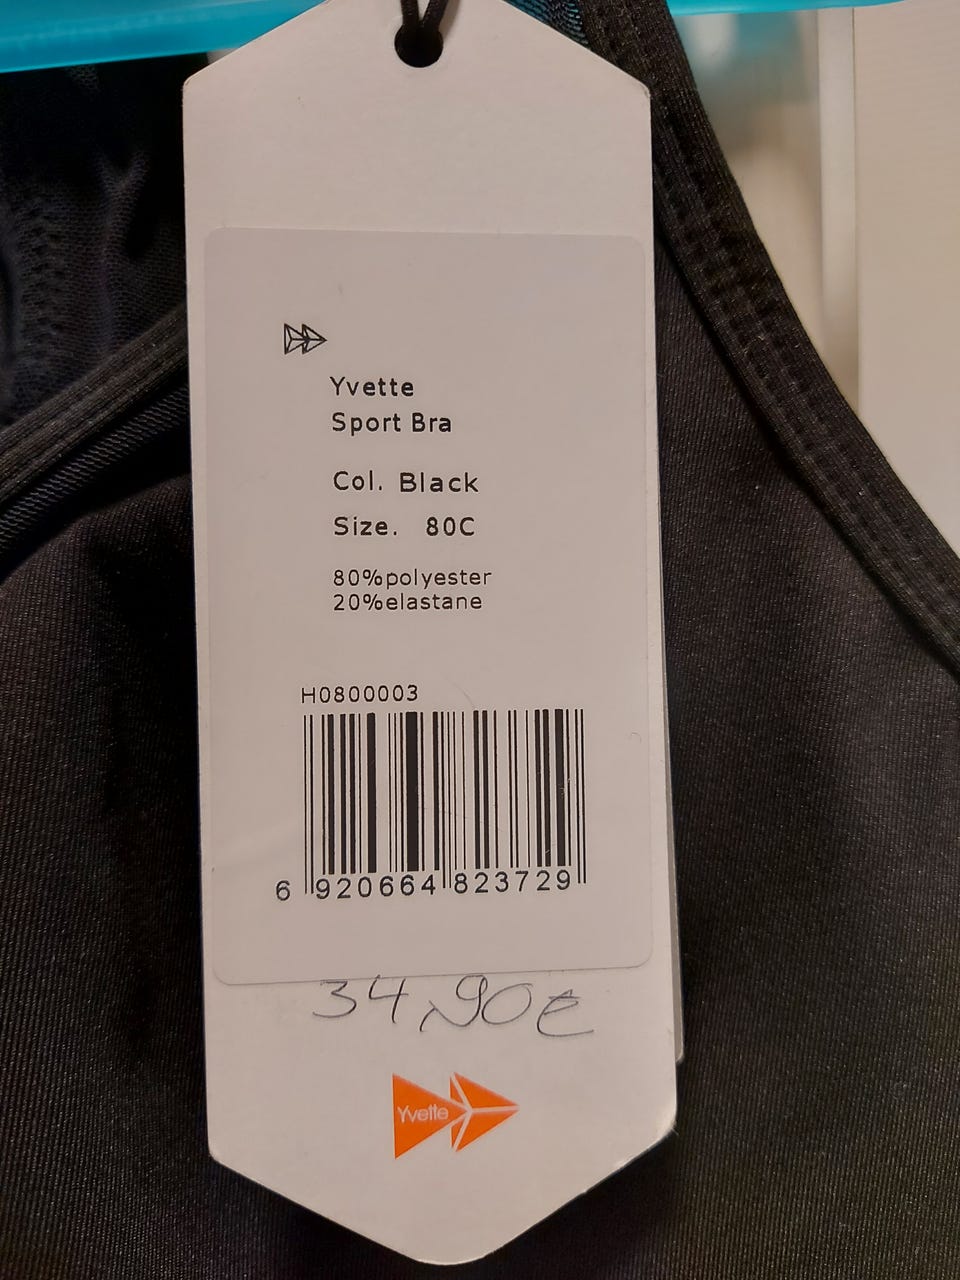 Yvette
Sport Bra
Col. Black
Size. 80C
80%polyester
20%elastane
H0800003
6 920664 823729
34,90€
Yvette